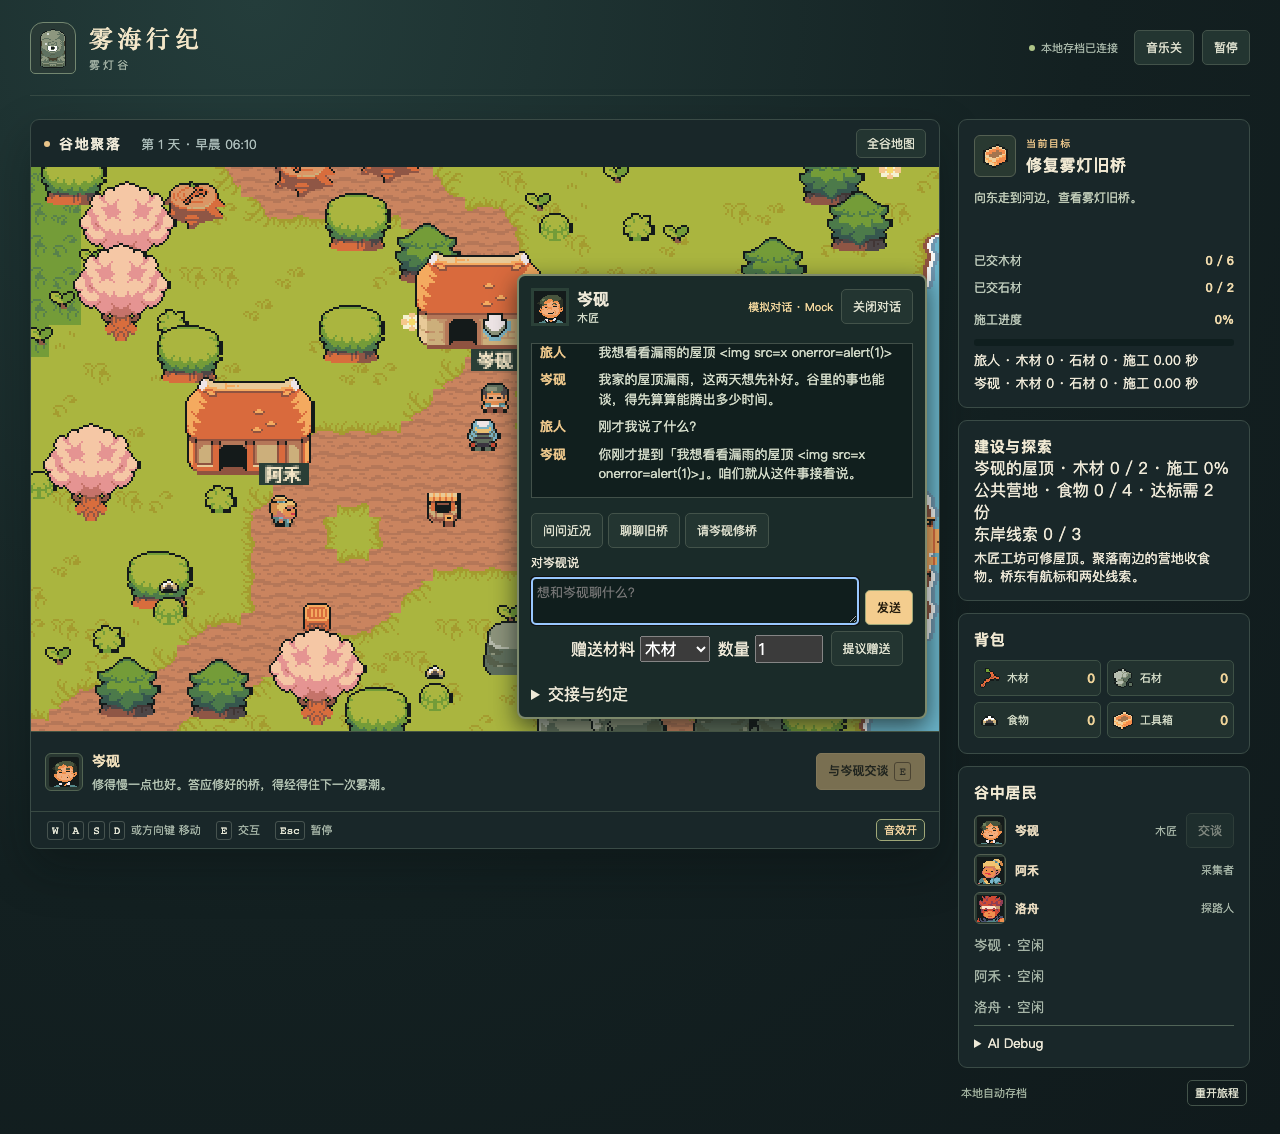 雾海行纪
雾灯谷
本地存档已连接
音乐关
暂停
谷地聚落
第 1 天 · 早晨 06:10
全谷地图
岑砚
阿禾
岑砚
木匠
模拟对话 · Mock
关闭对话
旅人 我想看看漏雨的屋顶 <img src=x onerror=alert(1)>
岑砚 我家的屋顶漏雨，这两天想先补好。谷里的事也能
谈，得先算算能腾出多少时间。
旅人 刚才我说了什么？
岑砚 你刚才提到「我想看看漏雨的屋顶 <img src=x
onerror=alert(1)>」。咱们就从这件事接着说。
问问近况
聊聊旧桥
请岑砚修桥
对岑砚说
想和岑砚聊什么？
发送
赠送材料 木材 数量 1 提议赠送
交接与约定
岑砚
修得慢一点也好。答应修好的桥，得经得住下一次雾潮。
与岑砚交谈 E
W A S D 或方向键 移动 E 交互 Esc 暂停
音效开
当前目标
修复雾灯旧桥
向东走到河边，查看雾灯旧桥。
已交木材 0 / 6
已交石材 0 / 2
施工进度 0%
旅人 · 木材 0 · 石材 0 · 施工 0.00 秒
岑砚 · 木材 0 · 石材 0 · 施工 0.00 秒
建设与探索
岑砚的屋顶 · 木材 0 / 2 · 施工 0%
公共营地 · 食物 0 / 4 · 达标需 2
份
东岸线索 0 / 3
木匠工坊可修屋顶。聚落南边的营地收食
物。桥东有航标和两处线索。
背包
木材 0
石材 0
食物 0
工具箱 0
谷中居民
岑砚 木匠 交谈
阿禾 采集者
洛舟 探路人
岑砚 · 空闲
阿禾 · 空闲
洛舟 · 空闲
AI Debug
本地自动存档
重开旅程